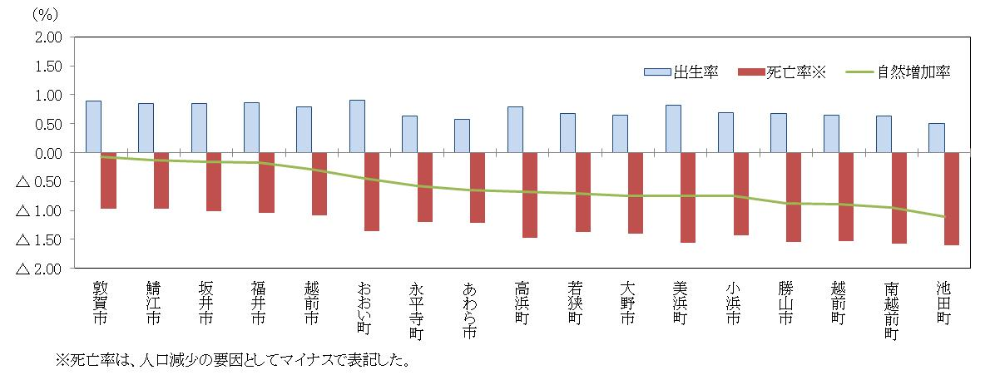 (%)
2.00
1.50
1.00
0.50
0.00
△ 0.50
△ 1.00
△ 1.50
△ 2.00
出生率 死亡率※ 自然増加率
敦賀市
鯖江市
坂井市
福井市
越前市
おおい町
永平寺町
あわら市
高浜町
若狭町
大野市
美浜町
小浜市
勝山市
越前町
南越前町
池田町
※死亡率は、人口減少の要因としてマイナスで表記した。